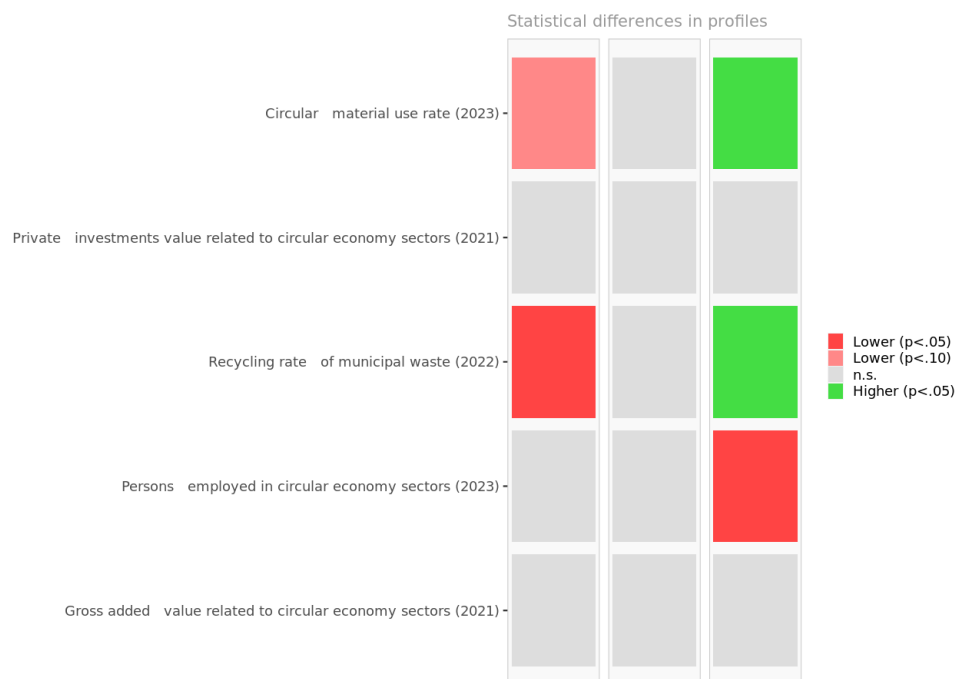 Statistical differences in profiles
Circular   material use rate (2023)
Private   investments value related to circular economy sectors (2021)
Recycling rate   of municipal waste (2022)
Persons   employed in circular economy sectors (2023)
Gross added   value related to circular economy sectors (2021)
Lower (p<.05)
Lower (p<.10)
n.s.
Higher (p<.05)